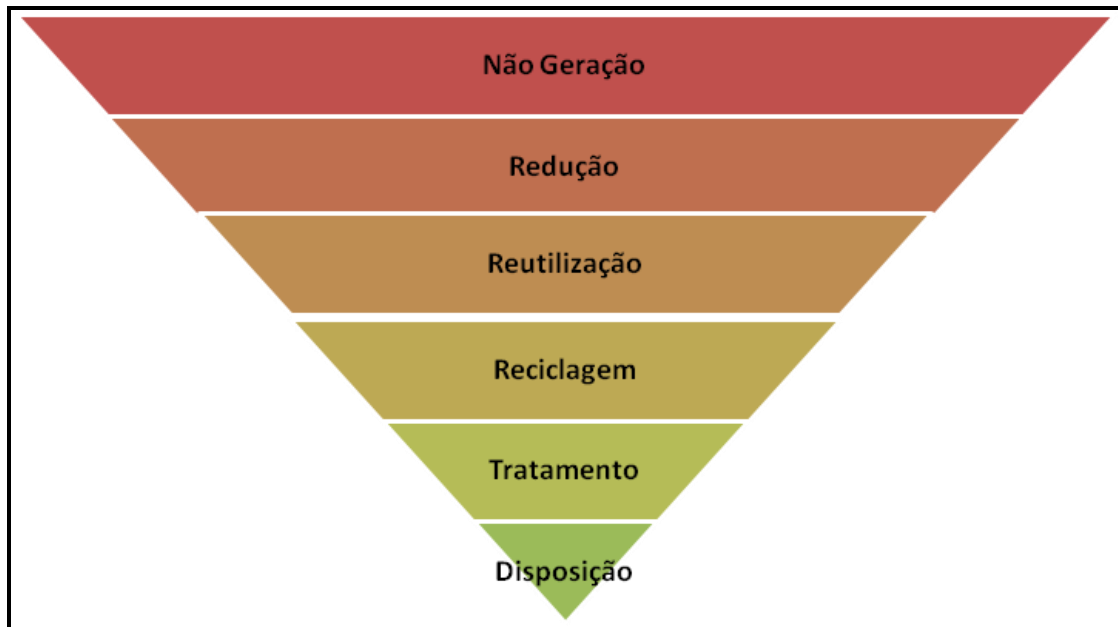 Não Geração
Redução
Reutilização
Reciclagem
Tratamento
Disposição